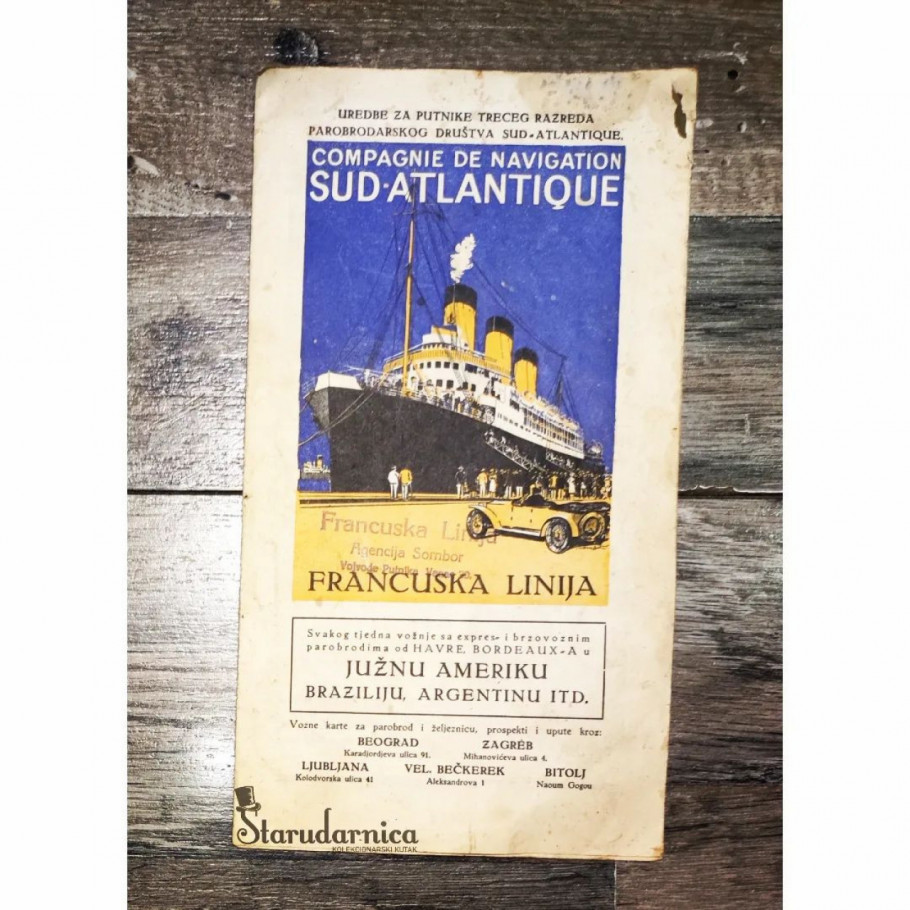 UREDBE ZA PUTNIKE TREĆEG RAZREDA
PAROBRODARSKOG DRUŠTVA SUD-ATLANTIQUE.
COMPAGNIE DE NAVIGATION
SUD-ATLANTIQUE
Francuska Linija
Agencija Sombor
Vojvode Putnika
FRANCUSKA LINIJA
Svakog tjedna vožnje sa expres- i brzovoznim
parobrodima od HAVRE, BORDEAUX-A u
JUŽNU AMERIKU
BRAZILIJU, ARGENTINU ITD.
Vozne karte za parobrod i željeznicu, prospekti i upute kroz:
BEOGRAD ZAGREB
Karadjordjeva ulica 91. Mihanovićeva ulica 4.
LJUBLJANA VEL. BEČKEREK BITOLJ
Kolodvorska ulica 41 Aleksandrova 1 Naoum Gogou
Starudarnica
KOLEKCIONARSKI KUTAK